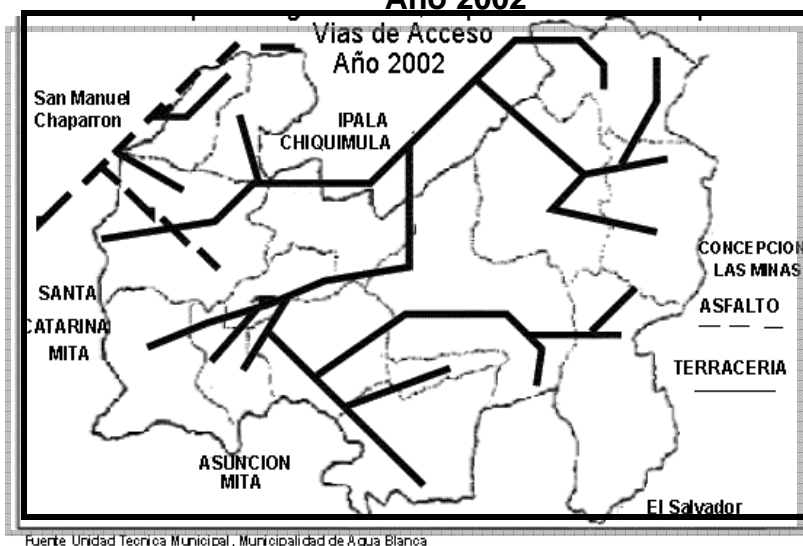 Año 2002
Vias de Acceso
Año 2002
San Manuel
Chaparron
IPALA
CHIQUIMULA
CONCEPCION
LAS MINAS
SANTA
CATARINA
MITA
ASFALTO
TERRACERIA
ASUNCION
MITA
El Salvador
Fuente Unidad Tecnica Municipal, Municipalidad de Agua Blanca